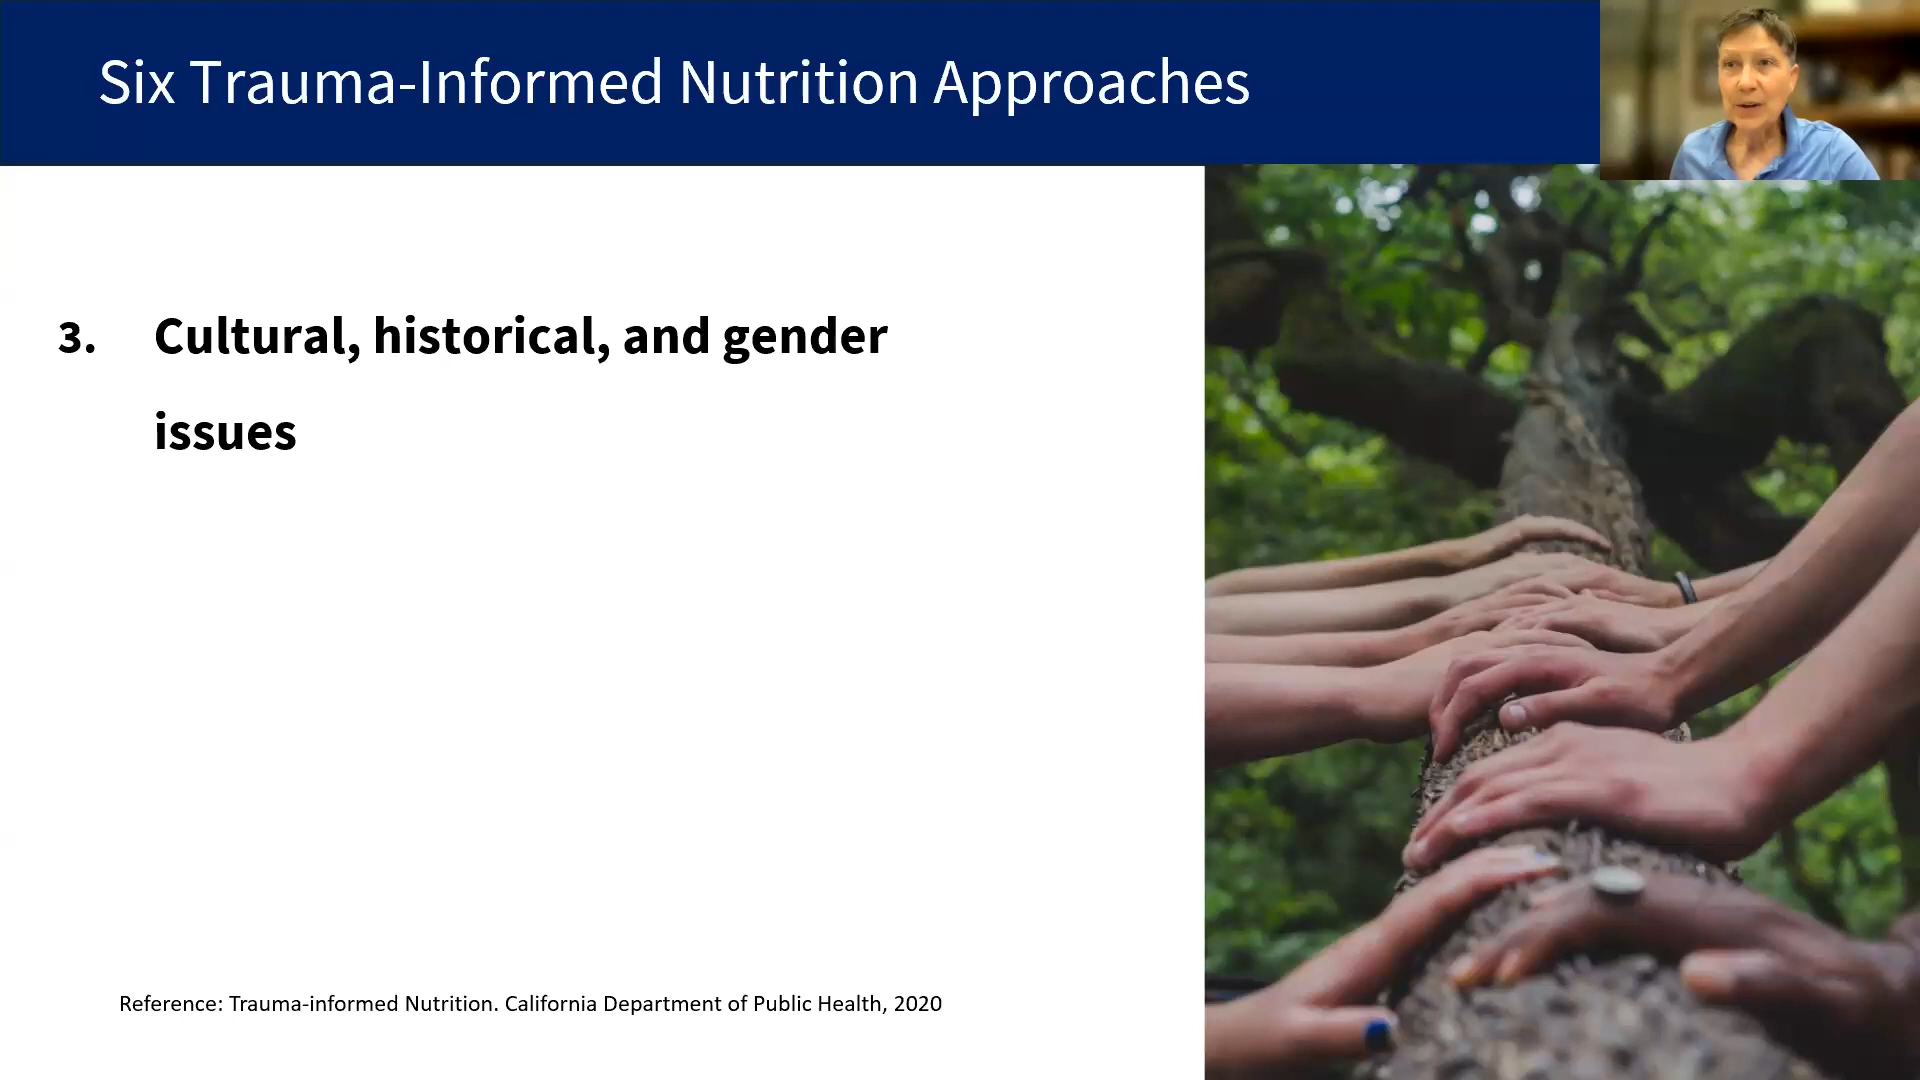 Six Trauma-Informed Nutrition Approaches
3. Cultural, historical, and gender
issues
Reference: Trauma-informed Nutrition. California Department of Public Health, 2020